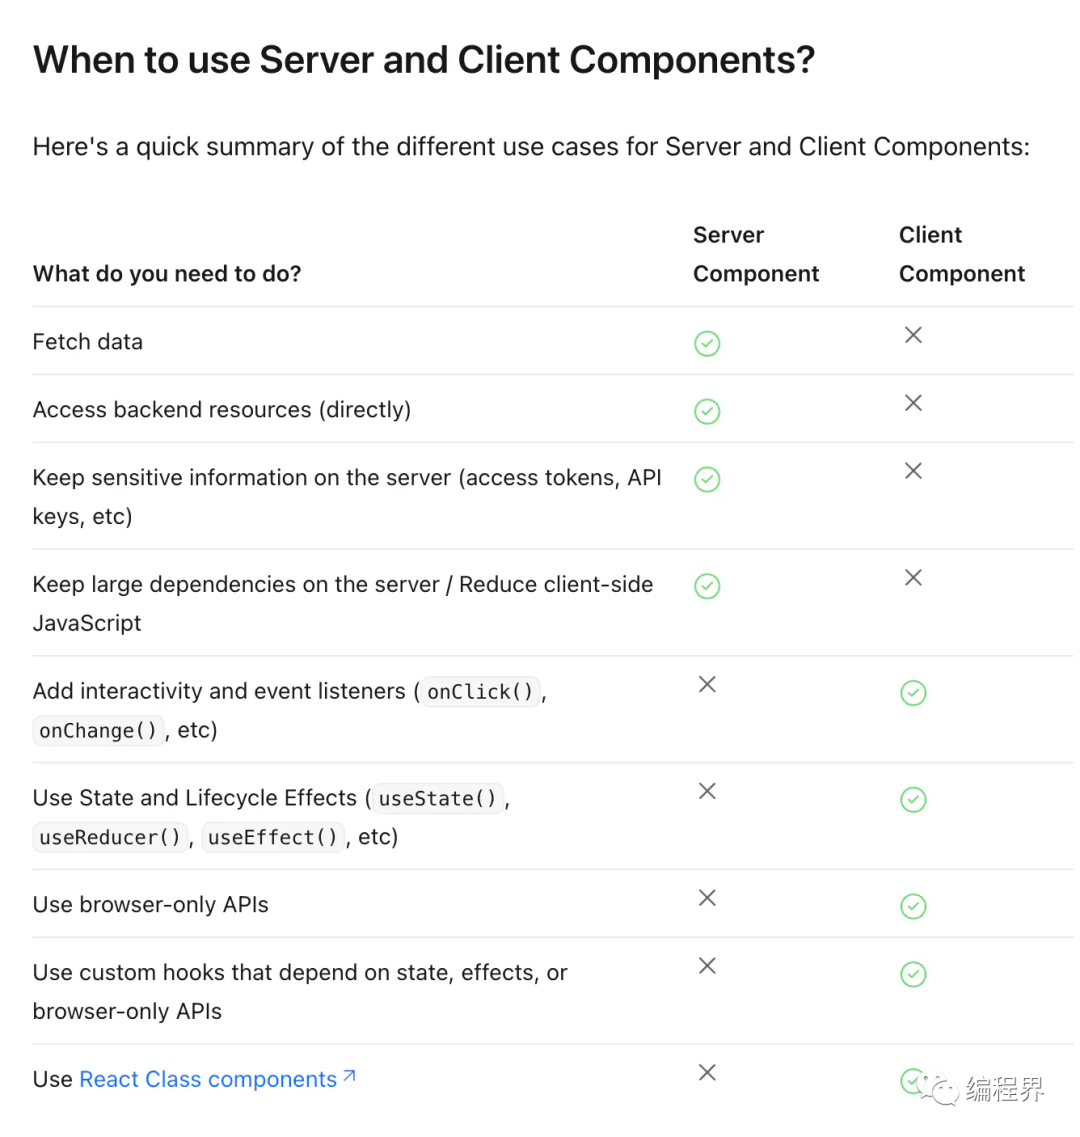 When to use Server and Client Components?
Here's a quick summary of the different use cases for Server and Client Components:
What do you need to do?
Server
Component
Client
Component
Fetch data
Access backend resources (directly)
Keep sensitive information on the server (access tokens, API
keys, etc)
Keep large dependencies on the server / Reduce client-side
JavaScript
Add interactivity and event listeners (onClick(),
onChange(), etc)
Use State and Lifecycle Effects (useState(),
useReducer(), useEffect(), etc)
Use browser-only APIs
Use custom hooks that depend on state, effects, or
browser-only APIs
Use React Class components
编程界